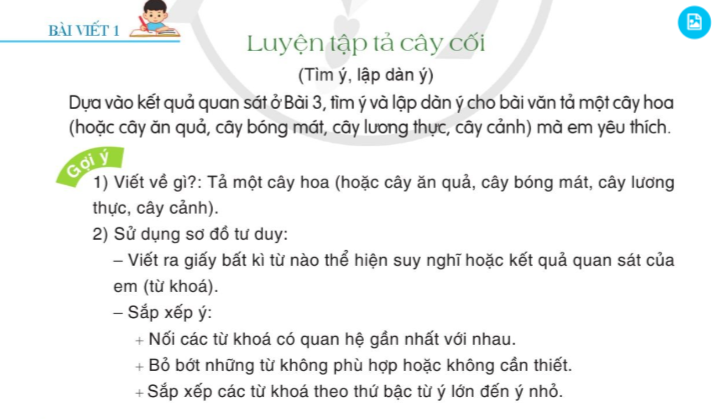 BÀI VIẾT 1
Luyện tập tả cây cối
(Tìm ý, lập dàn ý)
Dựa vào kết quả quan sát ở Bài 3, tìm ý và lập dàn ý cho bài văn tả một cây hoa
(hoặc cây ăn quả, cây bóng mát, cây lương thực, cây cảnh) mà em yêu thích.
Gợi ý
1) Viết về gì?: Tả một cây hoa (hoặc cây ăn quả, cây bóng mát, cây lương
thực, cây cảnh).
2) Sử dụng sơ đồ tư duy:
– Viết ra giấy bất kì từ nào thể hiện suy nghĩ hoặc kết quả quan sát của
em (từ khoá).
– Sắp xếp ý:
+ Nối các từ khoá có quan hệ gần nhất với nhau.
+ Bỏ bớt những từ không phù hợp hoặc không cần thiết.
+ Sắp xếp các từ khoá theo thứ bậc từ ý lớn đến ý nhỏ.